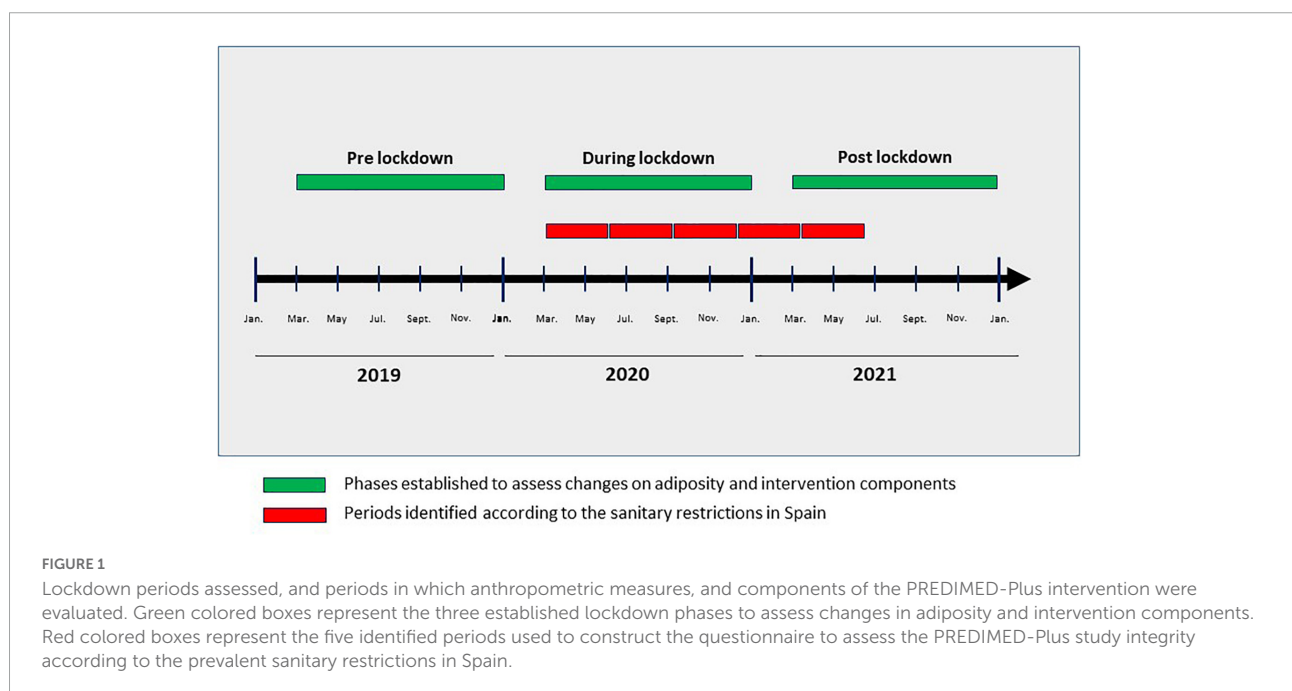 Pre lockdown During lockdown Post lockdown
Jan. Mar. May Jul. Sept. Nov. Jan. Mar. May Jul. Sept. Nov. Jan. Mar. May Jul. Sept. Nov. Jan.
2019 2020 2021
Phases established to assess changes on adiposity and intervention components
Periods identified according to the sanitary restrictions in Spain
FIGURE 1
Lockdown periods assessed, and periods in which anthropometric measures, and components of the PREDIMED-Plus intervention were
evaluated. Green colored boxes represent the three established lockdown phases to assess changes in adiposity and intervention components.
Red colored boxes represent the five identified periods used to construct the questionnaire to assess the PREDIMED-Plus study integrity
according to the prevalent sanitary restrictions in Spain.